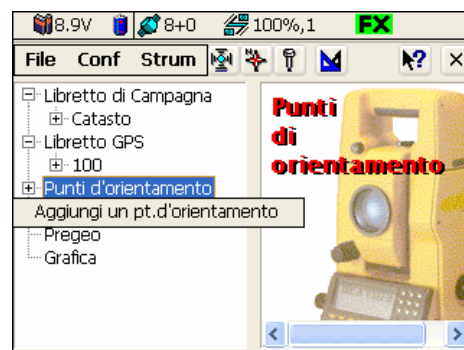 8.9V 8+0 100%,1 FX
File Conf Strum
Libretto di Campagna
Catasto
Libretto GPS
100
Punti d'orientamento
Aggiungi un pt.d'orientamento
Pregeo
Grafica
Punti
di
orientamento